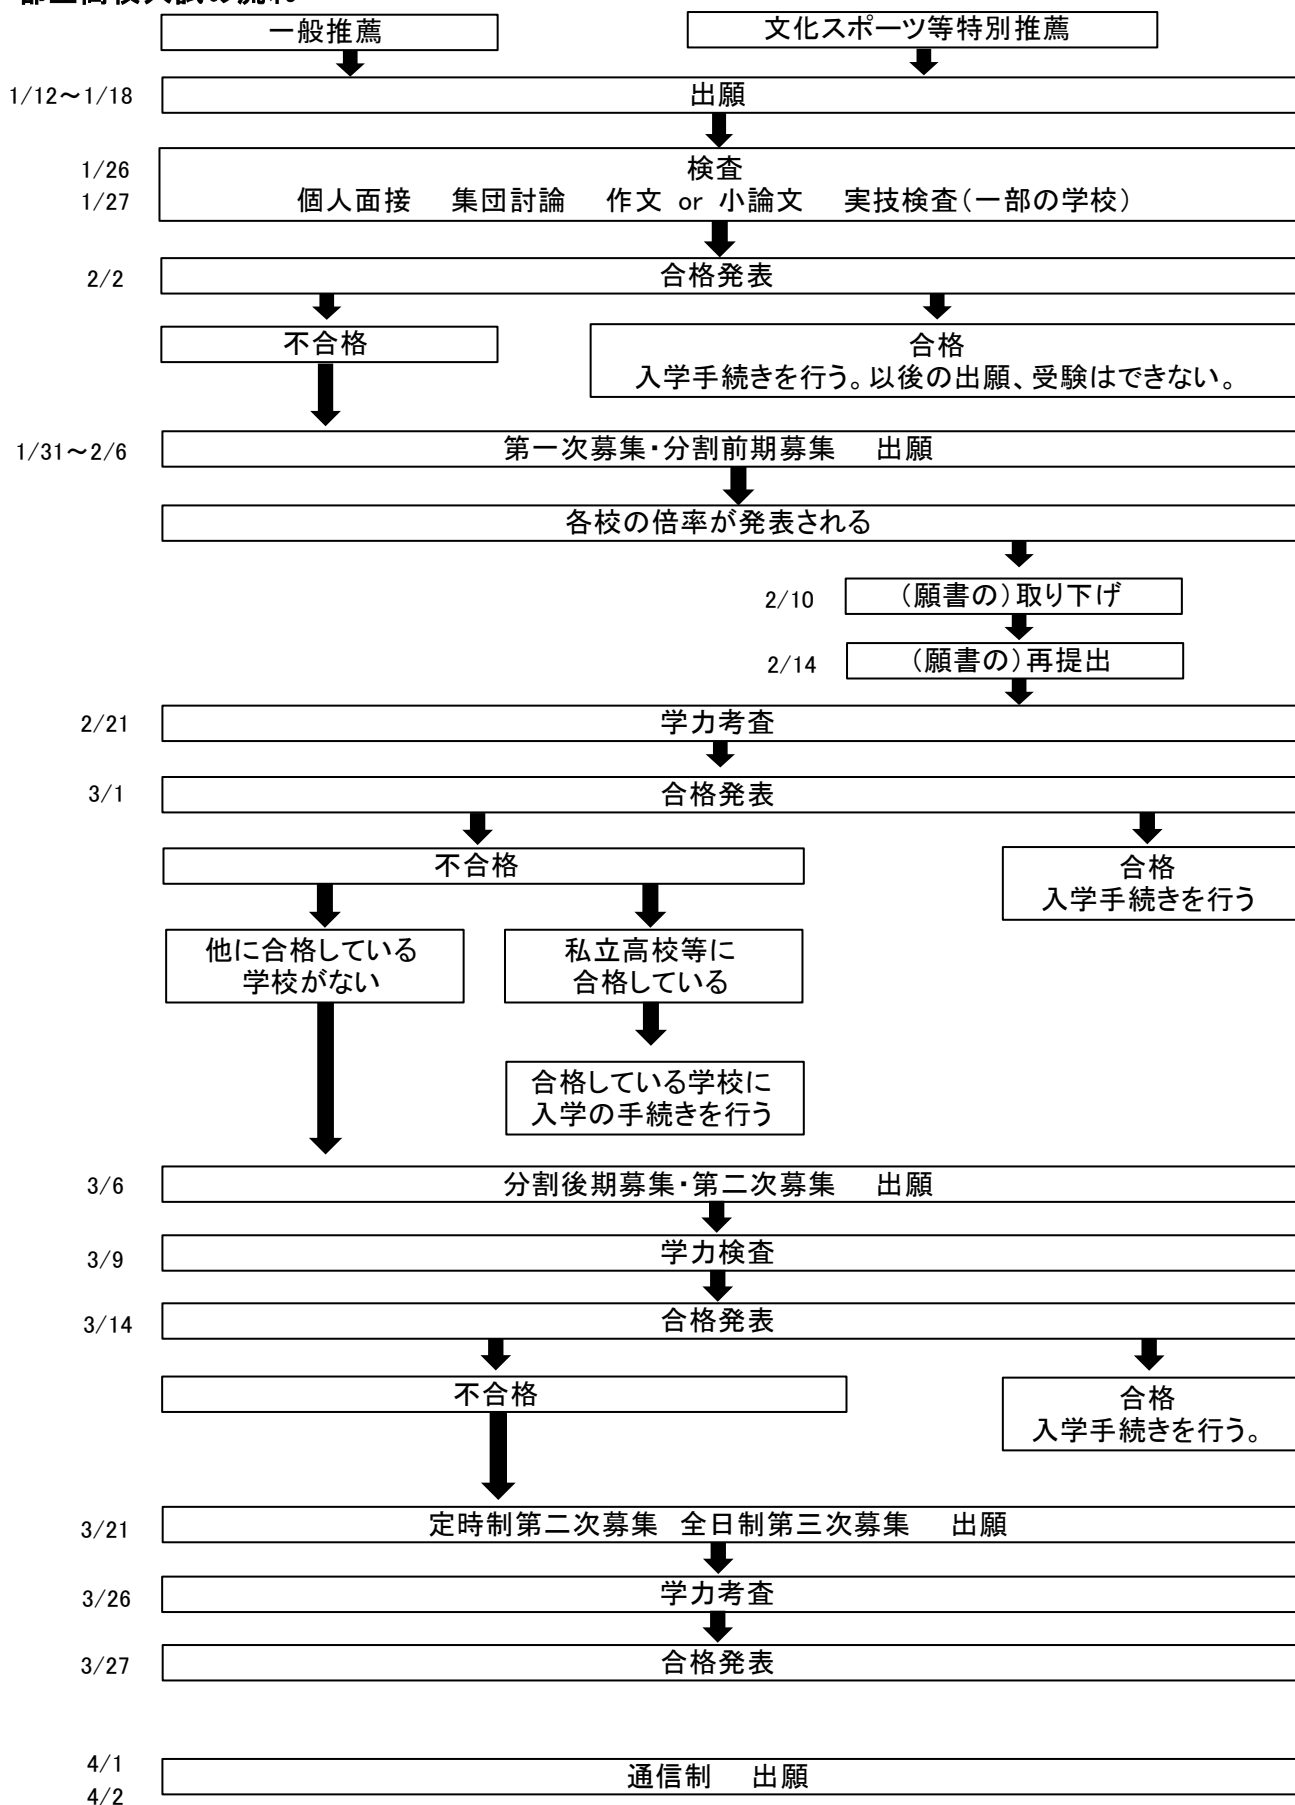 一般推薦
文化スポーツ等特別推薦
1/12～1/18
出願
1/26
1/27
検査
個人面接 集団討論 作文 or 小論文 実技検査（一部の学校）
2/2
合格発表
不合格
合格
入学手続きを行う。以後の出願、受験はできない。
1/31～2/6
第一次募集・分割前期募集 出願
各校の倍率が発表される
2/10
（願書の）取り下げ
2/14
（願書の）再提出
2/21
学力考査
3/1
合格発表
不合格
合格
入学手続きを行う
他に合格している
学校がない
私立高校等に
合格している
合格している学校に
入学の手続きを行う
3/6
分割後期募集・第二次募集 出願
3/9
学力検査
3/14
合格発表
不合格
合格
入学手続きを行う。
3/21
定時制第二次募集 全日制第三次募集 出願
3/26
学力考査
3/27
合格発表
4/1
4/2
通信制 出願